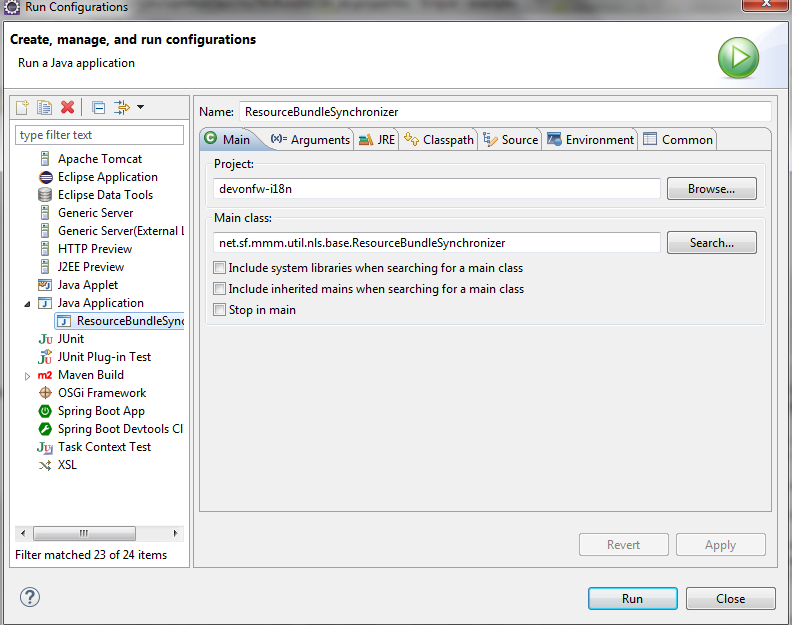 Run Configurations
Create, manage, and run configurations
Run a Java application
type filter text
Apache Tomcat
Eclipse Application
Eclipse Data Tools
Generic Server
Generic Server(External L
HTTP Preview
J2EE Preview
Java Applet
Java Application
ResourceBundleSync
JUnit
JUnit Plug-in Test
Maven Build
OSGi Framework
Spring Boot App
Spring Boot Devtools Cl
Task Context Test
XSL
Filter matched 23 of 24 items
Name: ResourceBundleSynchronizer
Main Arguments JRE Classpath Source Environment Common
Project:
devonfw-i18n Browse...
Main class:
net.sf.mmm.util.nls.base.ResourceBundleSynchronizer Search...
Include system libraries when searching for a main class
Include inherited mains when searching for a main class
Stop in main
Revert Apply
Run Close